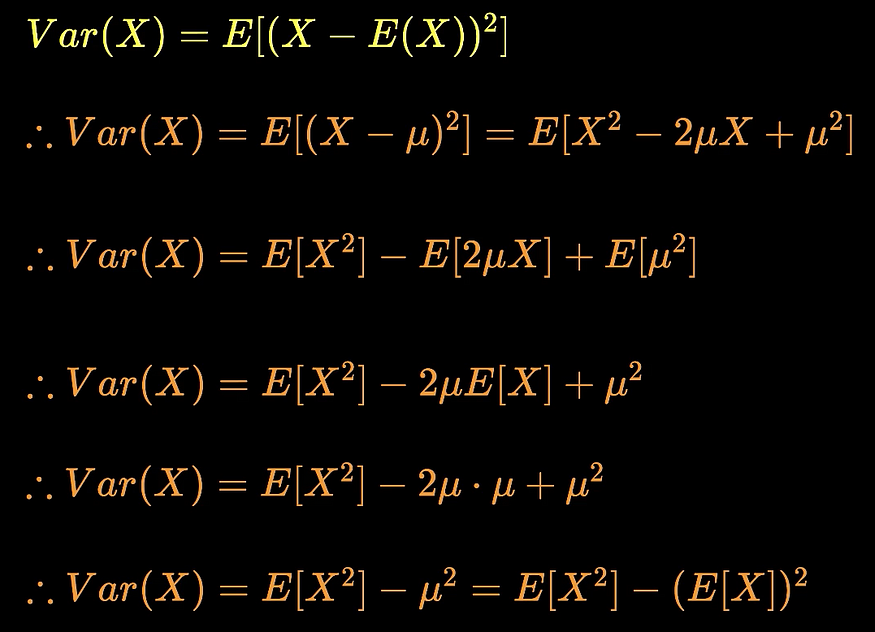 Var(X) = E[(X − E(X))²]
∴ Var(X) = E[(X − μ)²] = E[X² − 2μX + μ²]
∴ Var(X) = E[X²] − E[2μX] + E[μ²]
∴ Var(X) = E[X²] − 2μE[X] + μ²
∴ Var(X) = E[X²] − 2μ · μ + μ²
∴ Var(X) = E[X²] − μ² = E[X²] − (E[X])²